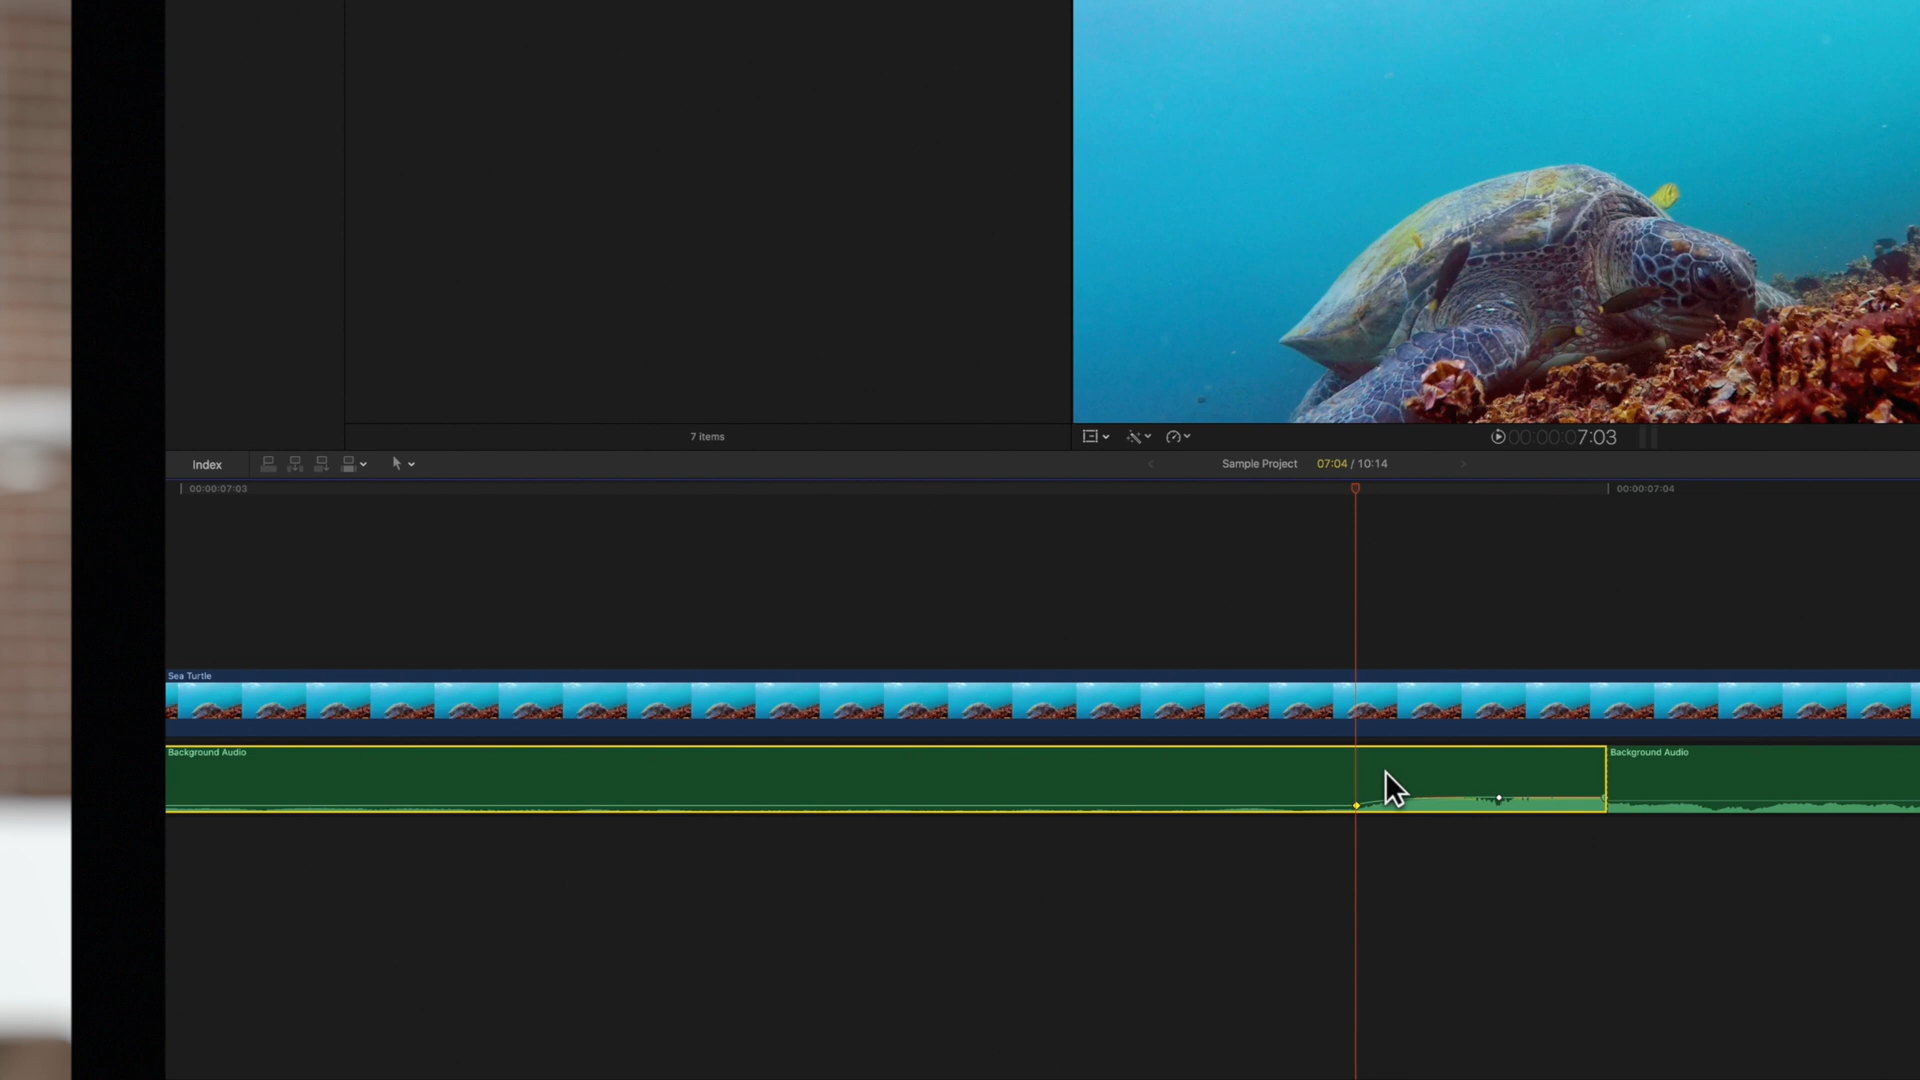 7 items
00:00:07:03
Index
Sample Project
07:04 / 10:14
00:00:07:03
00:00:07:04
Sea Turtle
Background Audio
Background Audio